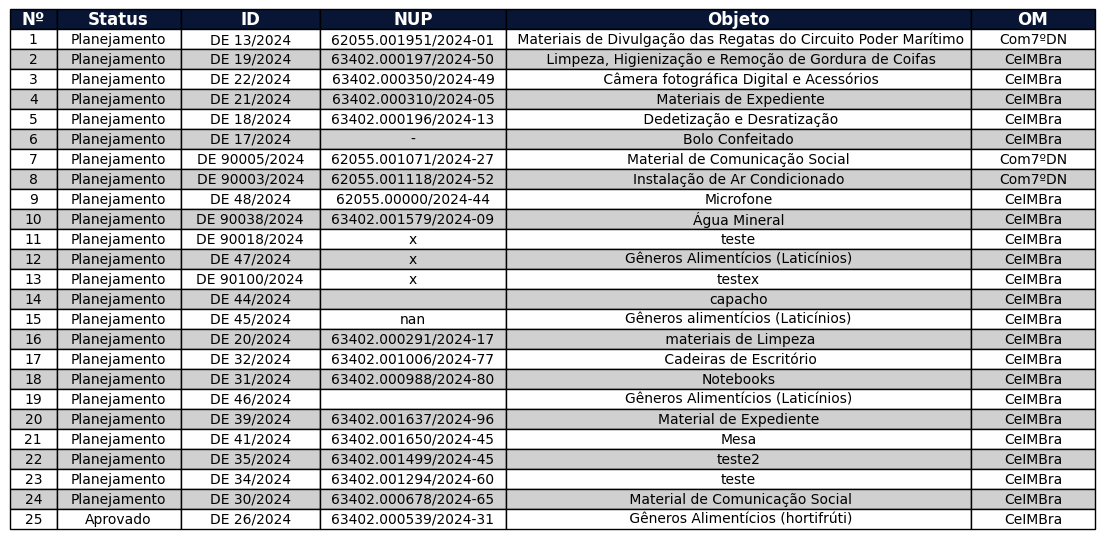 Nº Status ID NUP Objeto OM
1 Planejamento DE 13/2024 62055.001951/2024-01 Materiais de Divulgação das Regatas do Circuito Poder Marítimo Com7ºDN
2 Planejamento DE 19/2024 63402.000197/2024-50 Limpeza, Higienização e Remoção de Gordura de Coifas CeIMBra
3 Planejamento DE 22/2024 63402.000350/2024-49 Câmera fotográfica Digital e Acessórios CeIMBra
4 Planejamento DE 21/2024 63402.000310/2024-05 Materiais de Expediente CeIMBra
5 Planejamento DE 18/2024 63402.000196/2024-13 Dedetização e Desratização CeIMBra
6 Planejamento DE 17/2024 - Bolo Confeitado CeIMBra
7 Planejamento DE 90005/2024 62055.001071/2024-27 Material de Comunicação Social Com7ºDN
8 Planejamento DE 90003/2024 62055.001118/2024-52 Instalação de Ar Condicionado Com7ºDN
9 Planejamento DE 48/2024 62055.00000/2024-44 Microfone CeIMBra
10 Planejamento DE 90038/2024 63402.001579/2024-09 Água Mineral CeIMBra
11 Planejamento DE 90018/2024 x teste CeIMBra
12 Planejamento DE 47/2024 x Gêneros Alimentícios (Laticínios) CeIMBra
13 Planejamento DE 90100/2024 x testex CeIMBra
14 Planejamento DE 44/2024 capacho CeIMBra
15 Planejamento DE 45/2024 nan Gêneros alimentícios (Laticínios) CeIMBra
16 Planejamento DE 20/2024 63402.000291/2024-17 materiais de Limpeza CeIMBra
17 Planejamento DE 32/2024 63402.001006/2024-77 Cadeiras de Escritório CeIMBra
18 Planejamento DE 31/2024 63402.000988/2024-80 Notebooks CeIMBra
19 Planejamento DE 46/2024 Gêneros Alimentícios (Laticínios) CeIMBra
20 Planejamento DE 39/2024 63402.001637/2024-96 Material de Expediente CeIMBra
21 Planejamento DE 41/2024 63402.001650/2024-45 Mesa CeIMBra
22 Planejamento DE 35/2024 63402.001499/2024-45 teste2 CeIMBra
23 Planejamento DE 34/2024 63402.001294/2024-60 teste CeIMBra
24 Planejamento DE 30/2024 63402.000678/2024-65 Material de Comunicação Social CeIMBra
25 Aprovado DE 26/2024 63402.000539/2024-31 Gêneros Alimentícios (hortifrúti) CeIMBra